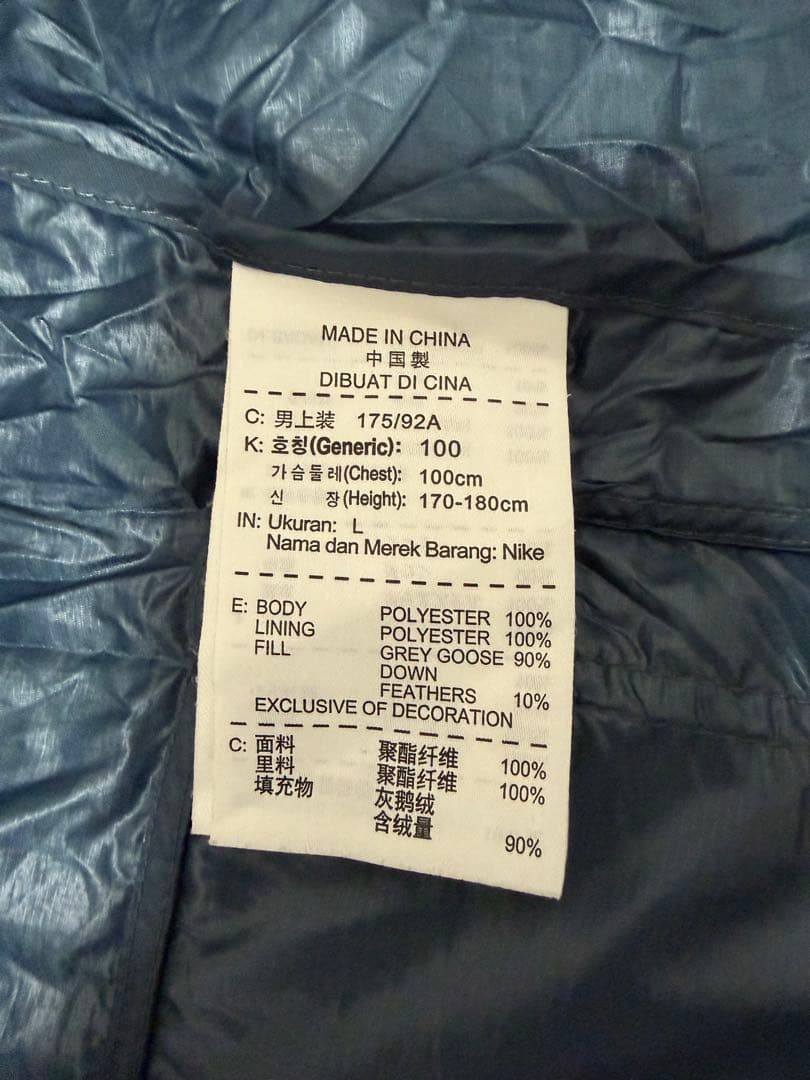 MADE IN CHINA
中国製
DIBUAT DI CINA
C: 男上装 175/92A
K: 호칭(Generic): 100
가슴둘레(Chest): 100cm
신 장(Height): 170-180cm
IN: Ukuran: L
Nama dan Merek Barang: Nike
E: BODY POLYESTER 100%
LINING POLYESTER 100%
FILL GREY GOOSE 90%
DOWN
FEATHERS 10%
EXCLUSIVE OF DECORATION
C: 面料 聚酯纤维 100%
里料 聚酯纤维 100%
填充物 灰鹅绒
含绒量 90%